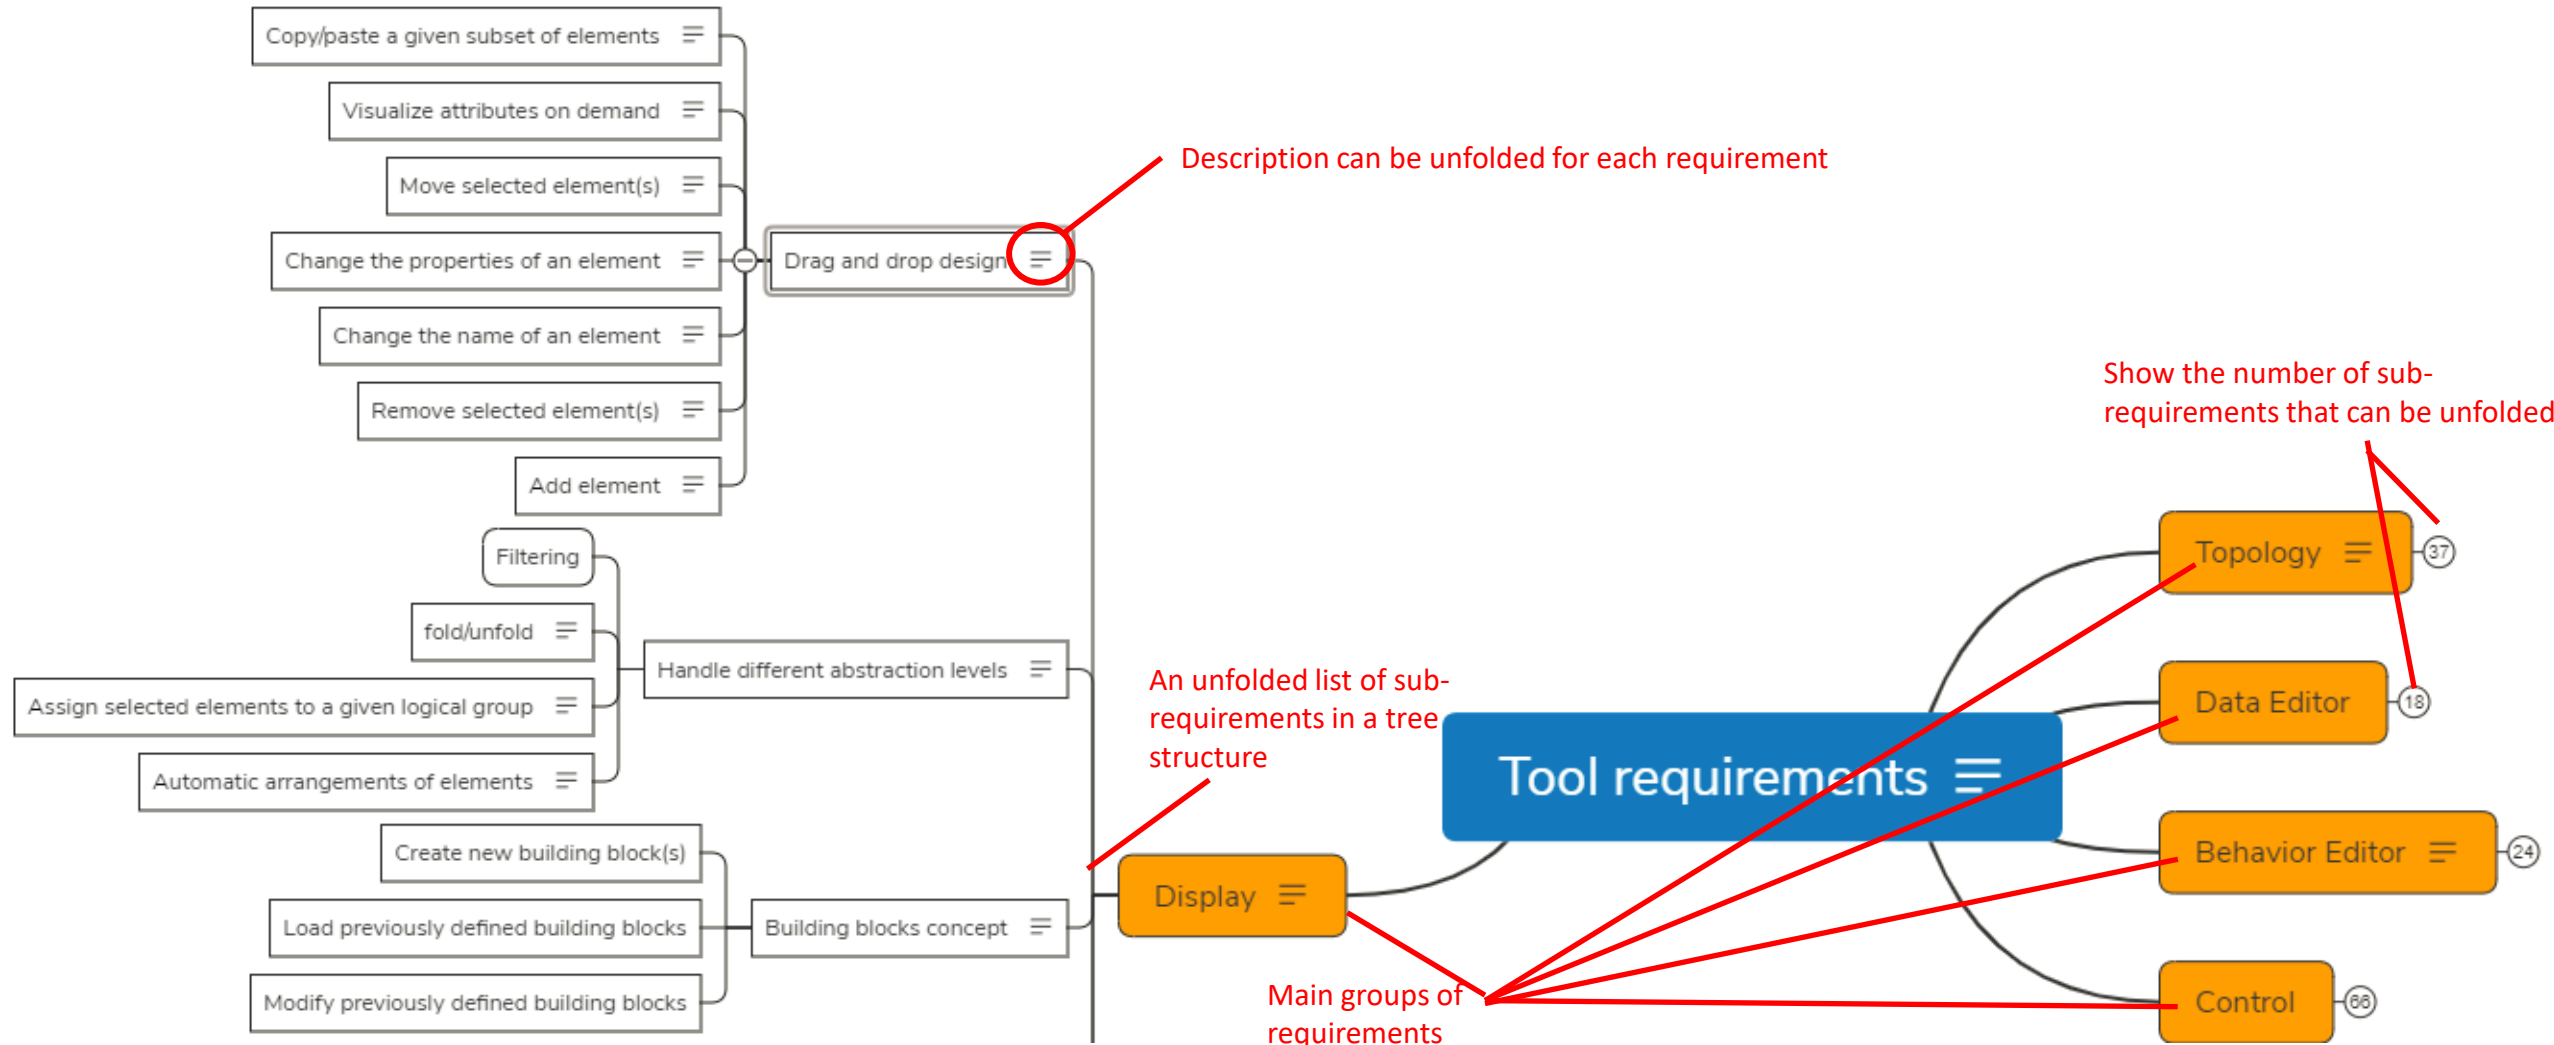 Copy/paste a given subset of elements
Visualize attributes on demand
Move selected element(s)
Change the properties of an element
Change the name of an element
Remove selected element(s)
Add element
Drag and drop design
Description can be unfolded for each requirement
Filtering
fold/unfold
Assign selected elements to a given logical group
Automatic arrangements of elements
Handle different abstraction levels
Create new building block(s)
Load previously defined building blocks
Modify previously defined building blocks
Building blocks concept
An unfolded list of sub-
requirements in a tree
structure
Display
Main groups of
requirements
Tool requirements
Show the number of sub-
requirements that can be unfolded
Topology
37
Data Editor
18
Behavior Editor
24
Control
66